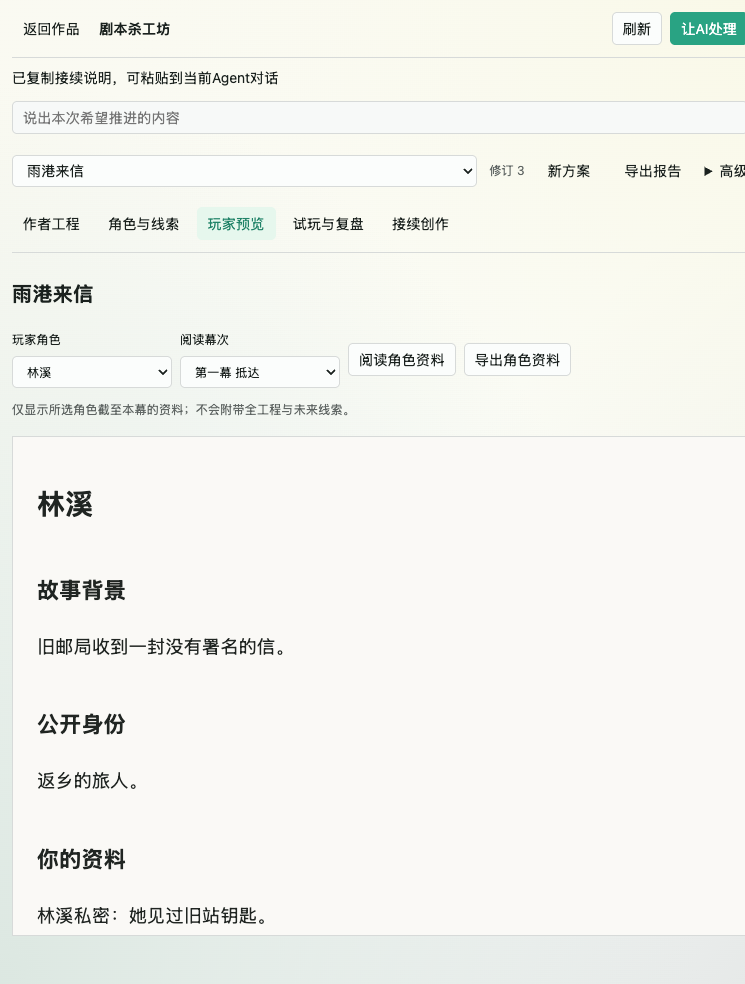 返回作品 剧本杀工坊 刷新 让AI处理
已复制接续说明，可粘贴到当前Agent对话
说出本次希望推进的内容
雨港来信 修订 3 新方案 导出报告 ▶ 高级
作者工程 角色与线索 玩家预览 试玩与复盘 接续创作
雨港来信
玩家角色 阅读幕次
林溪 第一幕 抵达 阅读角色资料 导出角色资料
仅显示所选角色截至本幕的资料；不会附带全工程与未来线索。
林溪
故事背景
旧邮局收到一封没有署名的信。
公开身份
返乡的旅人。
你的资料
林溪私密：她见过旧站钥匙。